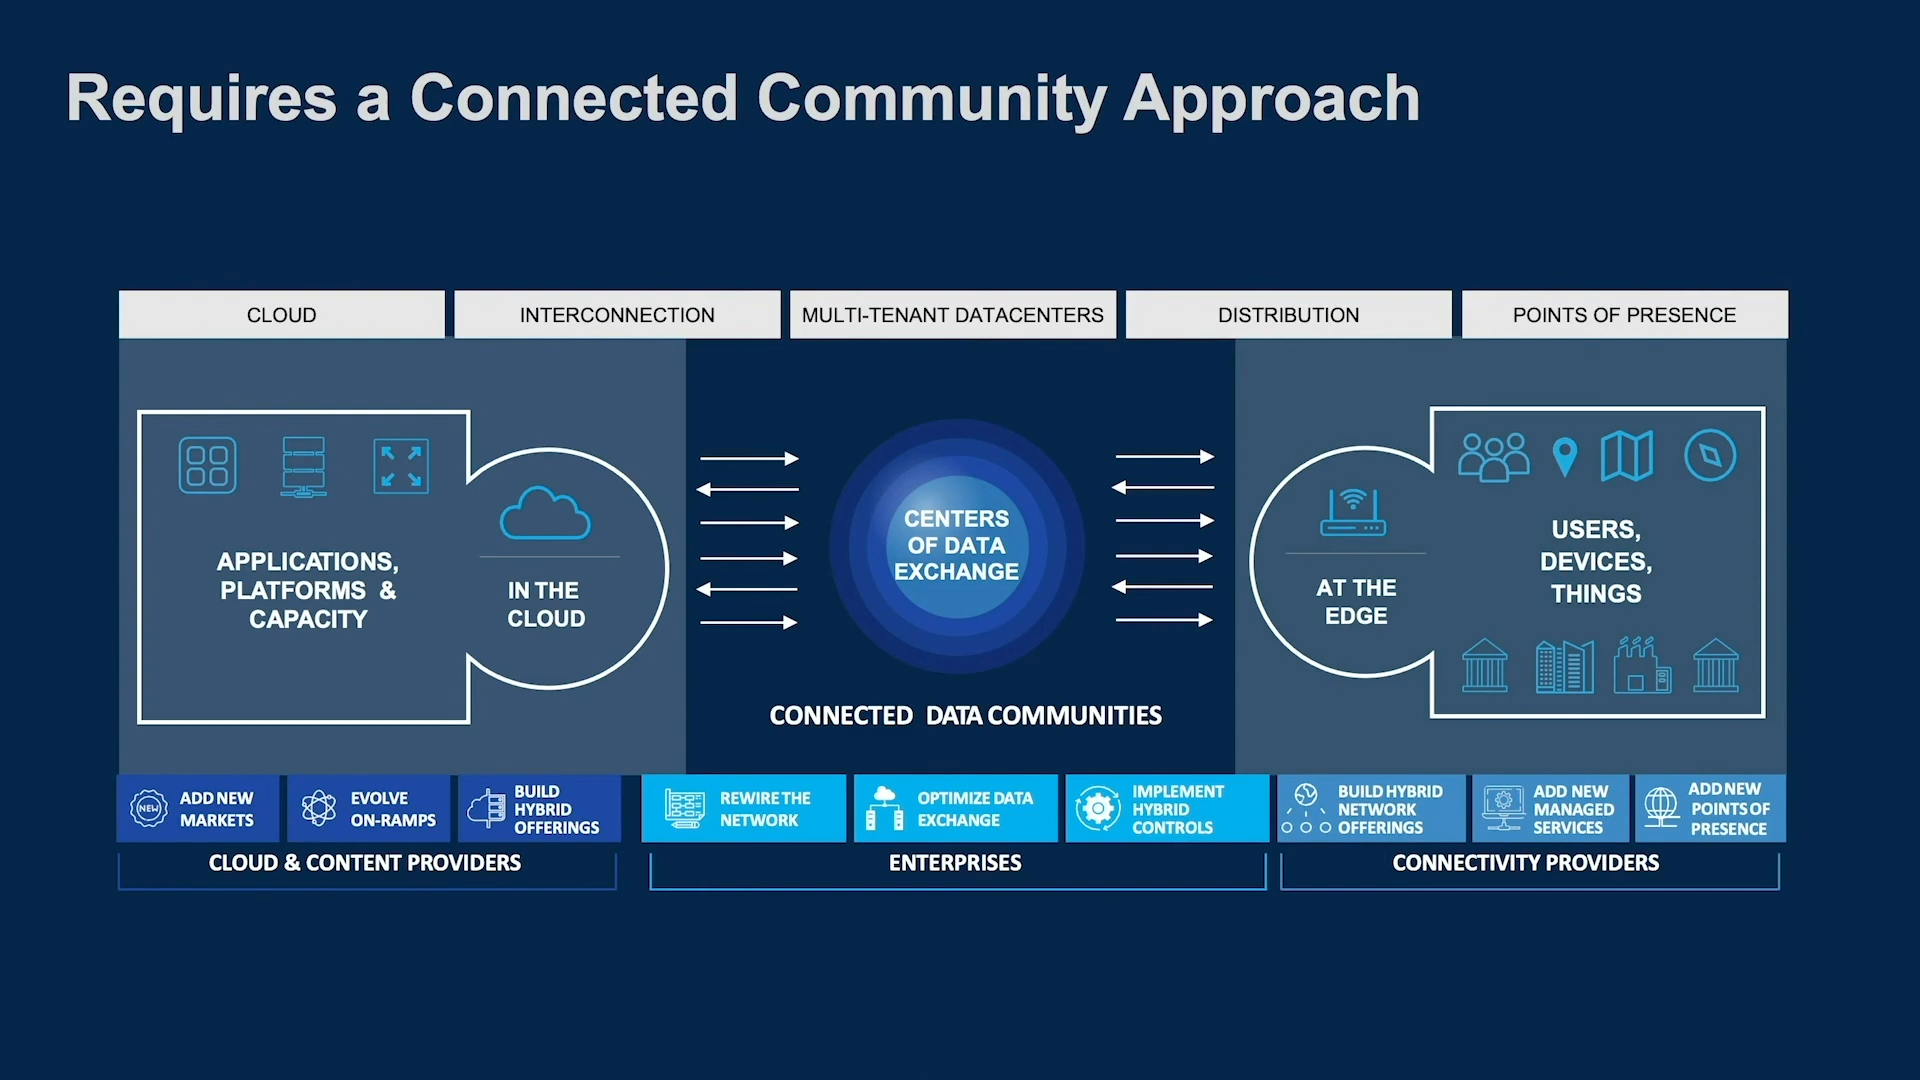 Requires a Connected Community Approach
CLOUD
INTERCONNECTION
MULTI-TENANT DATACENTERS
DISTRIBUTION
POINTS OF PRESENCE
APPLICATIONS,
PLATFORMS &
CAPACITY
IN THE
CLOUD
CENTERS
OF DATA
EXCHANGE
CONNECTED DATA COMMUNITIES
AT THE
EDGE
USERS,
DEVICES,
THINGS
NEW
ADD NEW
MARKETS
EVOLVE
ON-RAMPS
BUILD
HYBRID
OFFERINGS
CLOUD & CONTENT PROVIDERS
REWIRE THE
NETWORK
OPTIMIZE DATA
EXCHANGE
IMPLEMENT
HYBRID
CONTROLS
ENTERPRISES
BUILD HYBRID
NETWORK
OFFERINGS
ADD NEW
MANAGED
SERVICES
ADD NEW
POINTS OF
PRESENCE
CONNECTIVITY PROVIDERS